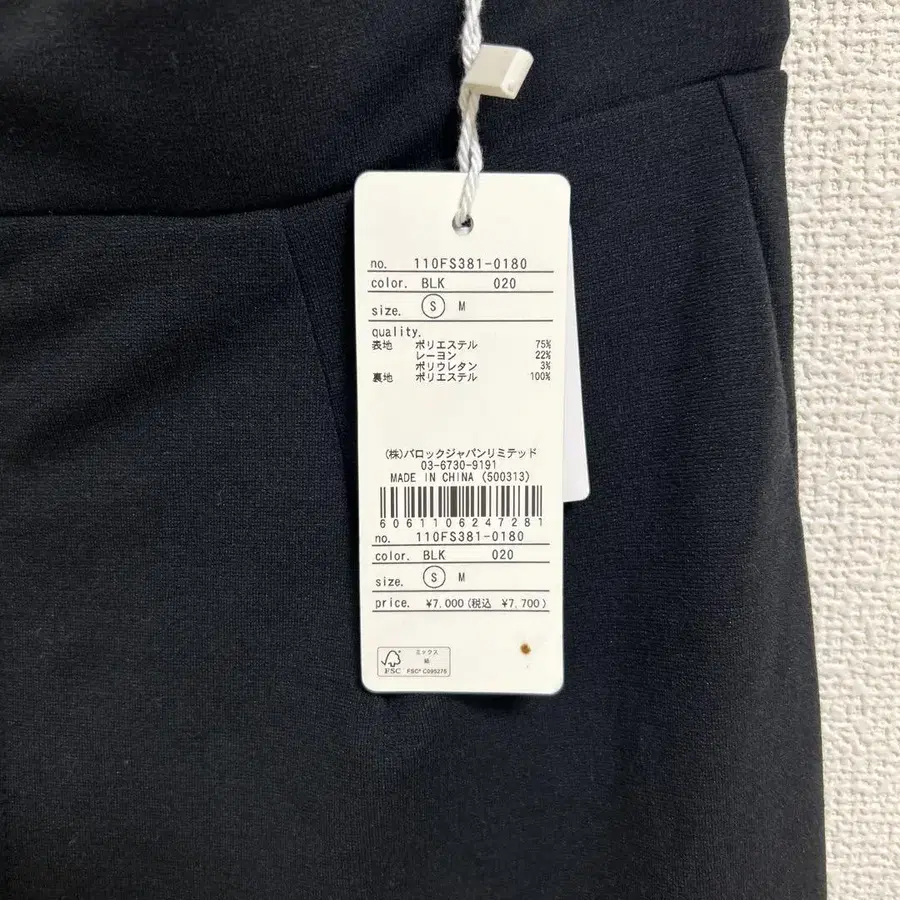 no. 110FS381-0180
color. BLK 020
size. S M
quality.
表地 ポリエステル 75%
レーヨン 22%
ポリウレタン 3%
裏地 ポリエステル 100%
(株)バロックジャパンリミテッド
03-6730-9191
MADE IN CHINA (500313)
6061106247281
no. 110FS381-0180
color. BLK 020
size. S M
price. ¥7,000(税込 ¥7,700)
ミックス
紙
FSC FSC® C095276